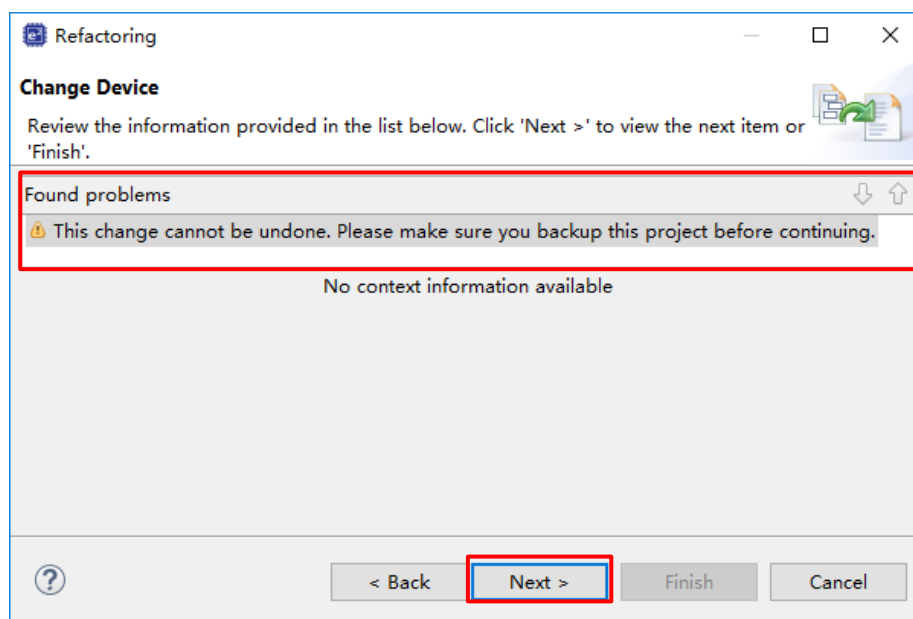 Refactoring
Change Device
Review the information provided in the list below. Click 'Next >' to view the next item or
'Finish'.
Found problems
This change cannot be undone. Please make sure you backup this project before continuing.
No context information available
< Back
Next >
Finish
Cancel